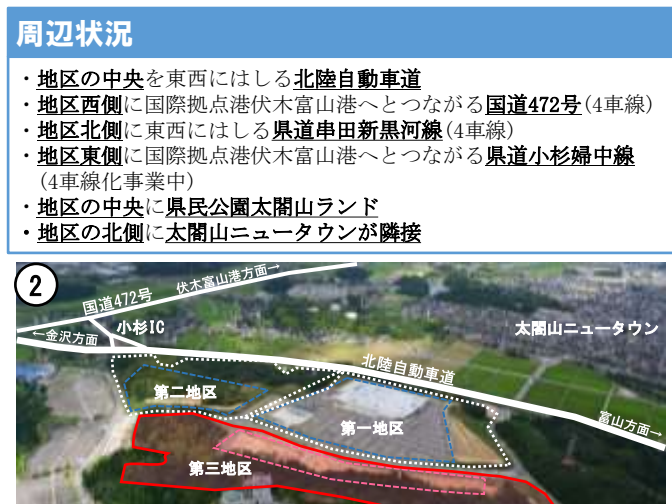 周辺状況
・地区の中央を東西にはしる北陸自動車道
・地区西側に国際拠点港伏木富山港へとつながる国道472号(4車線)
・地区北側に東西にはしる県道串田新黒河線(4車線)
・地区東側に国際拠点港伏木富山港へとつながる県道小杉婦中線
(4車線化事業中)
・地区の中央に県民公園太閤山ランド
・地区の北側に太閤山ニュータウンが隣接
2
国道472号
伏木富山港方面→
←金沢方面
小杉IC
太閤山ニュータウン
北陸自動車道
第二地区
第一地区
富山方面→
第三地区